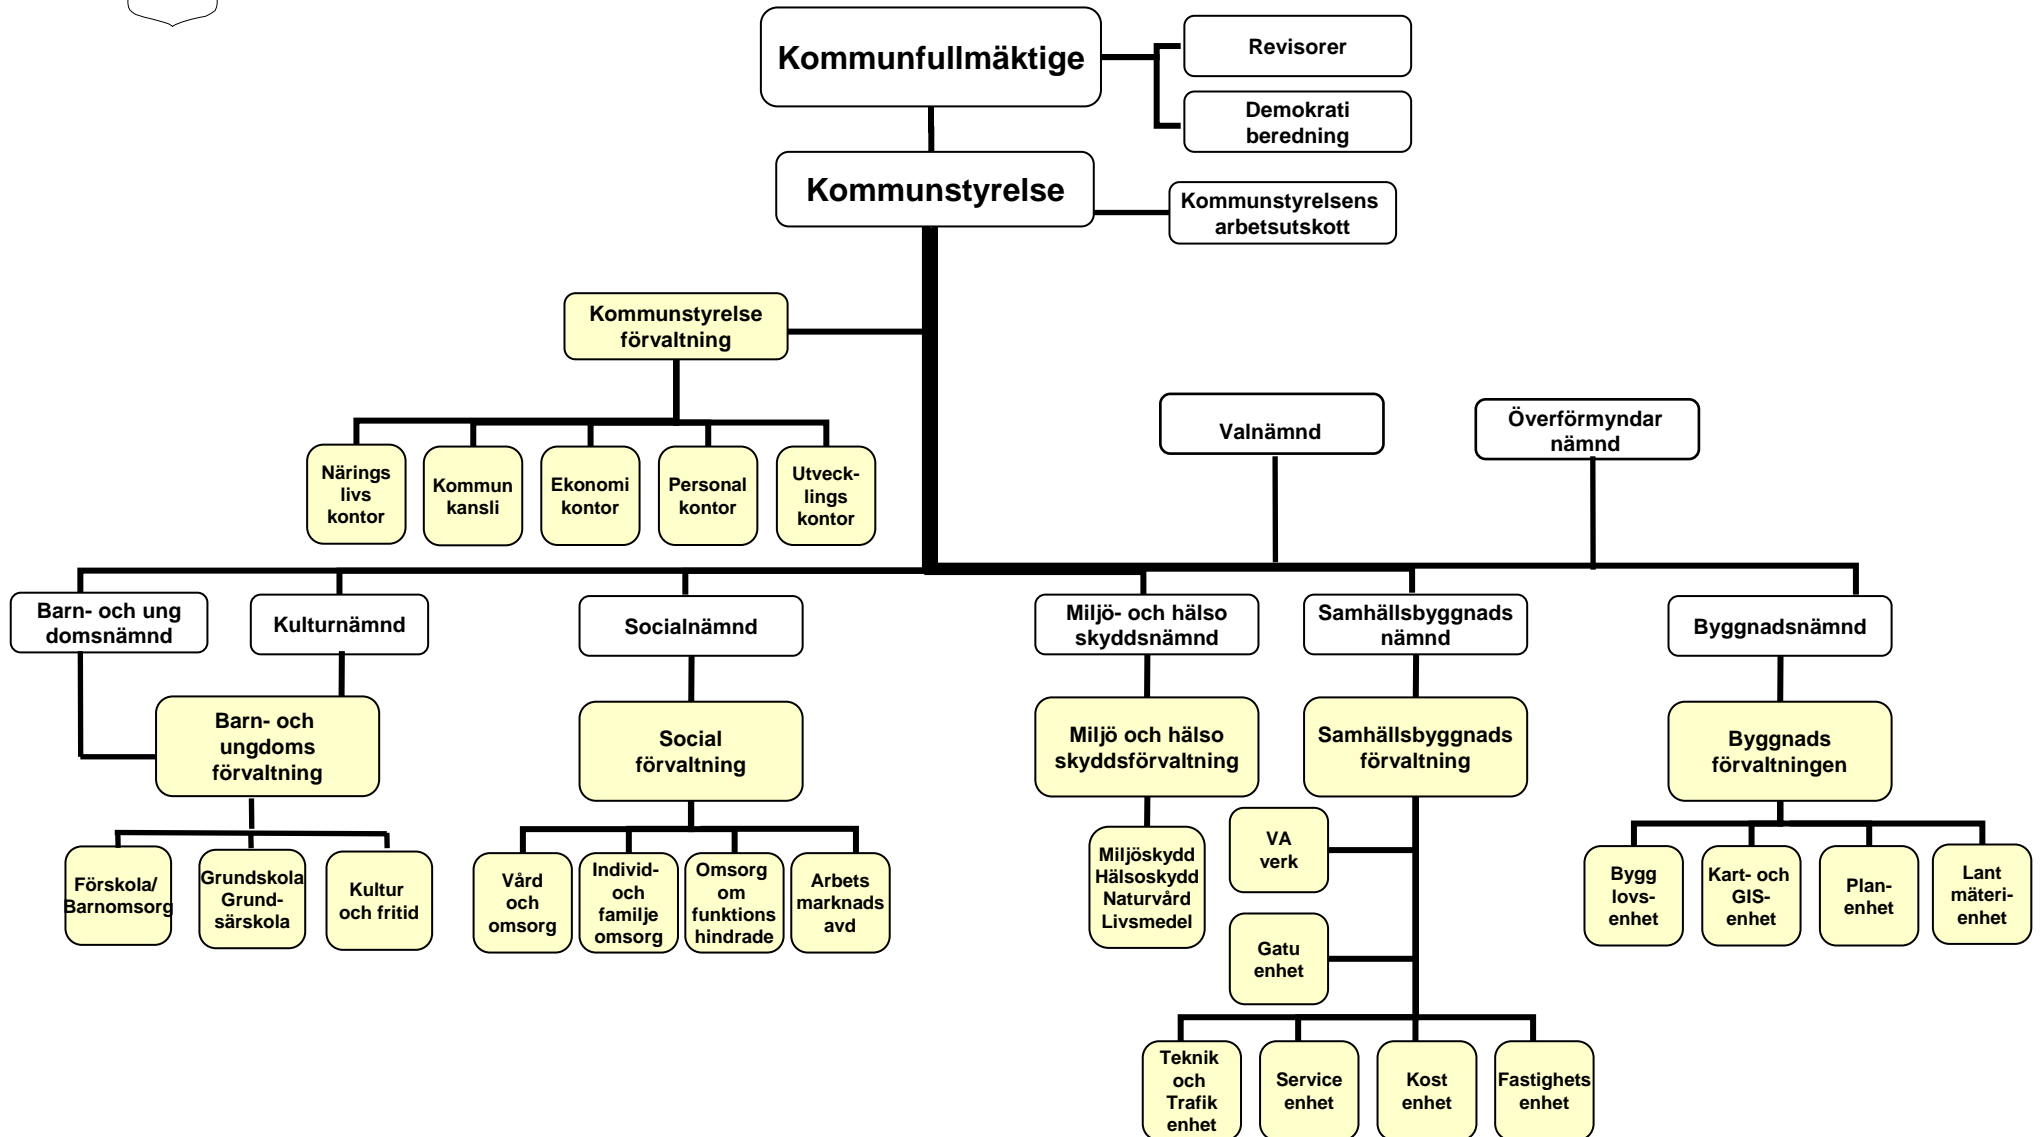 Kommunfullmäktige
Revisorer
Demokrati
beredning
Kommunstyrelse
Kommunstyrelsens
arbetsutskott
Kommunstyrelse
förvaltning
Närings
livs
kontor
Kommun
kansli
Ekonomi
kontor
Personal
kontor
Utveck-
lings
kontor
Valnämnd
Överförmyndar
nämnd
Barn- och ung
domsnämnd
Kulturnämnd
Socialnämnd
Miljö- och hälso
skyddsnämnd
Samhällsbyggnads
nämnd
Byggnadsnämnd
Barn- och
ungdoms
förvaltning
Social
förvaltning
Miljö och hälso
skyddsförvaltning
Samhällsbyggnads
förvaltning
Byggnads
förvaltningen
Förskola/
Barnomsorg
Grundskola
Grund-
särskola
Kultur
och fritid
Vård
och
omsorg
Individ-
och
familje
omsorg
Omsorg
om
funktions
hindrade
Arbets
marknads
avd
Miljöskydd
Hälsoskydd
Naturvård
Livsmedel
VA
verk
Gatu
enhet
Bygg
lovs-
enhet
Kart- och
GIS-
enhet
Plan-
enhet
Lant
mäteri-
enhet
Teknik
och
Trafik
enhet
Service
enhet
Kost
enhet
Fastighets
enhet